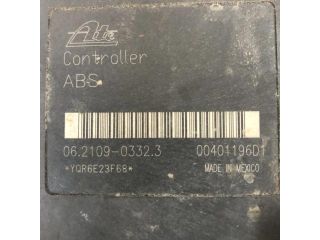 Ate
Controller
ABS
06.2109-0332.3 00401196D1
*YQR6E23F68* MADE IN MEXICO